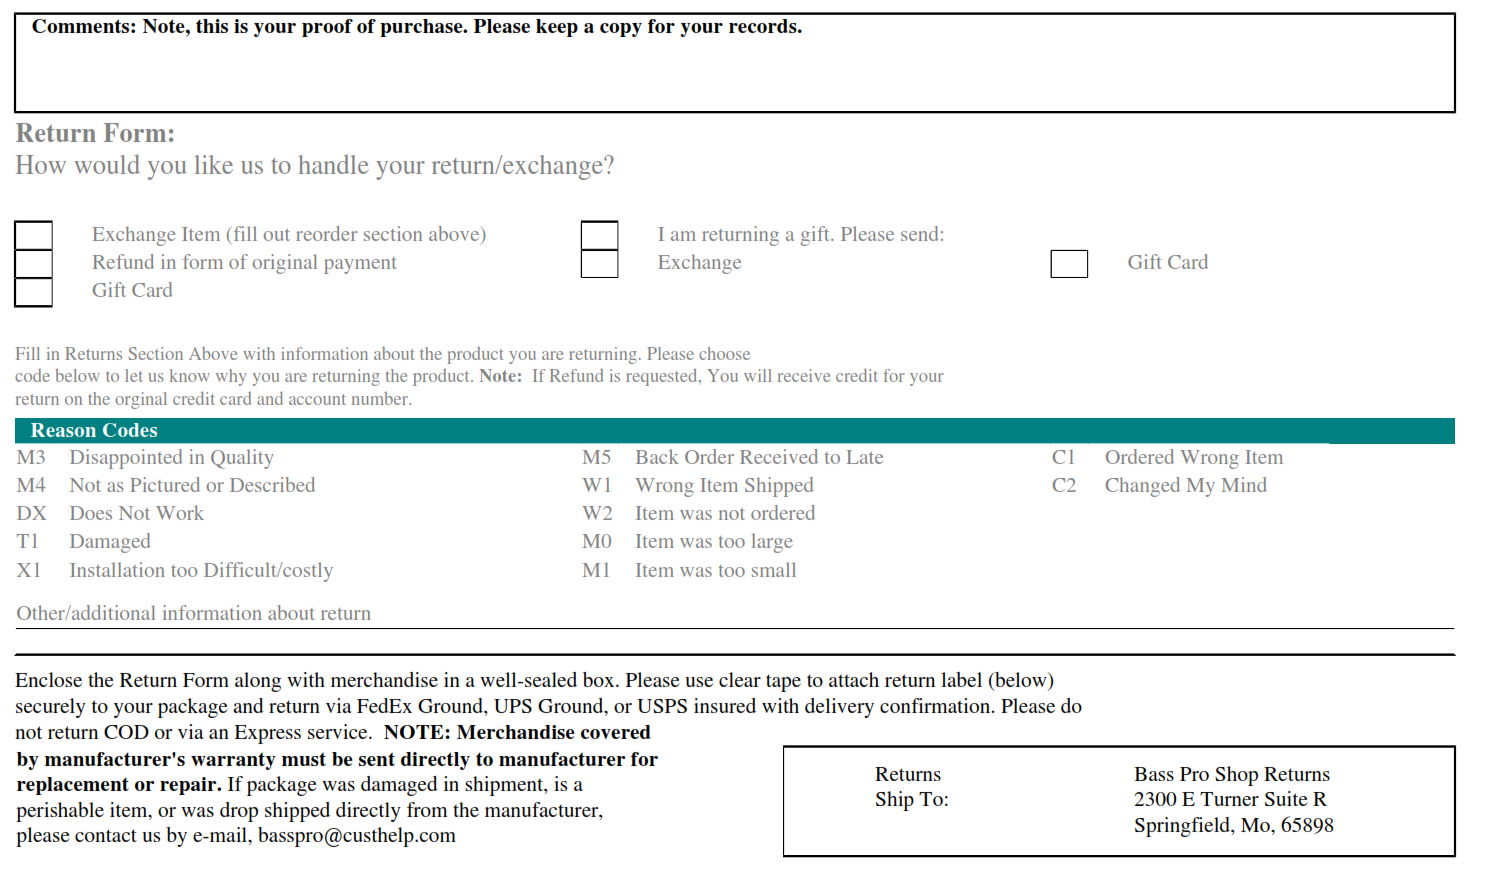 Comments: Note, this is your proof of purchase. Please keep a copy for your records.
Return Form:
How would you like us to handle your return/exchange?
Exchange Item (fill out reorder section above) I am returning a gift. Please send:
Refund in form of original payment Exchange Gift Card
Gift Card
Fill in Returns Section Above with information about the product you are returning. Please choose
code below to let us know why you are returning the product. Note: If Refund is requested, You will receive credit for your
return on the orginal credit card and account number.
Reason Codes
M3 Disappointed in Quality M5 Back Order Received to Late C1 Ordered Wrong Item
M4 Not as Pictured or Described W1 Wrong Item Shipped C2 Changed My Mind
DX Does Not Work W2 Item was not ordered
T1 Damaged M0 Item was too large
X1 Installation too Difficult/costly M1 Item was too small
Other/additional information about return
Enclose the Return Form along with merchandise in a well-sealed box. Please use clear tape to attach return label (below)
securely to your package and return via FedEx Ground, UPS Ground, or USPS insured with delivery confirmation. Please do
not return COD or via an Express service. NOTE: Merchandise covered
by manufacturer's warranty must be sent directly to manufacturer for
replacement or repair. If package was damaged in shipment, is a
perishable item, or was drop shipped directly from the manufacturer,
please contact us by e-mail, basspro@custhelp.com
Returns Bass Pro Shop Returns
Ship To: 2300 E Turner Suite R
Springfield, Mo, 65898